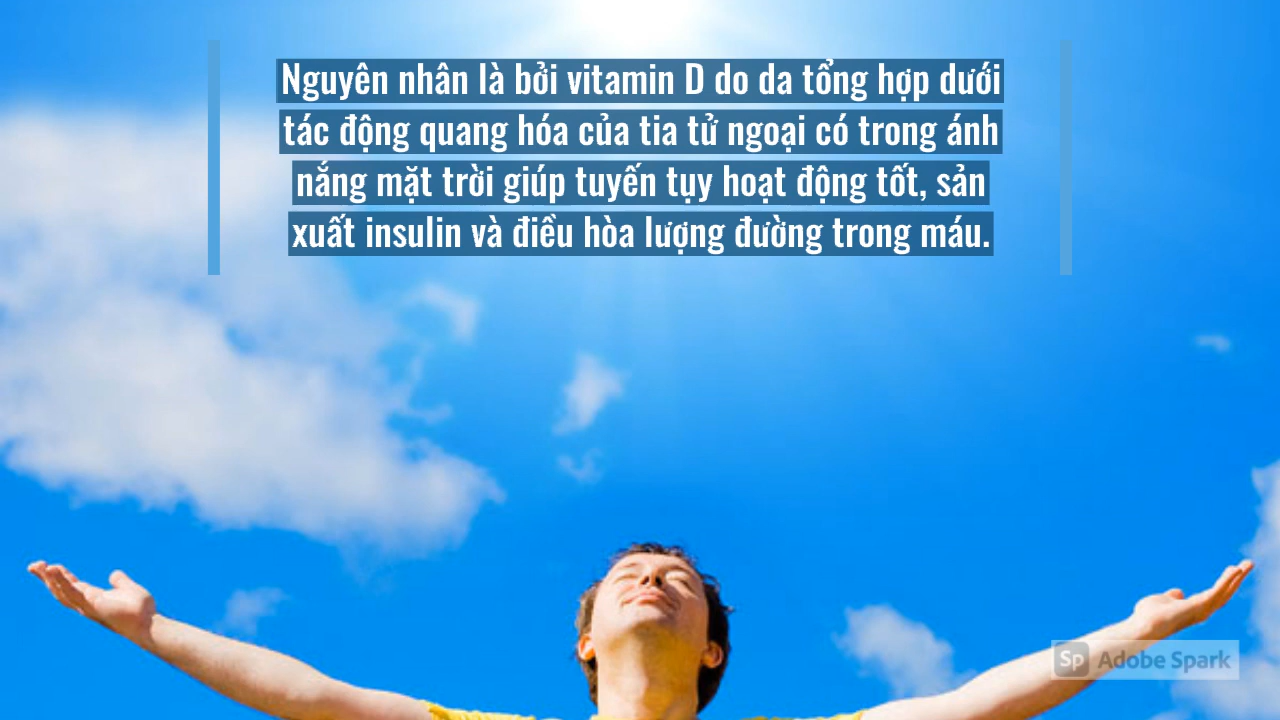 Nguyên nhân là bởi vitamin D do da tổng hợp dưới
tác động quang hóa của tia tử ngoại có trong ánh
nắng mặt trời giúp tuyến tụy hoạt động tốt, sản
xuất insulin và điều hòa lượng đường trong máu.
Sp Adobe Spark